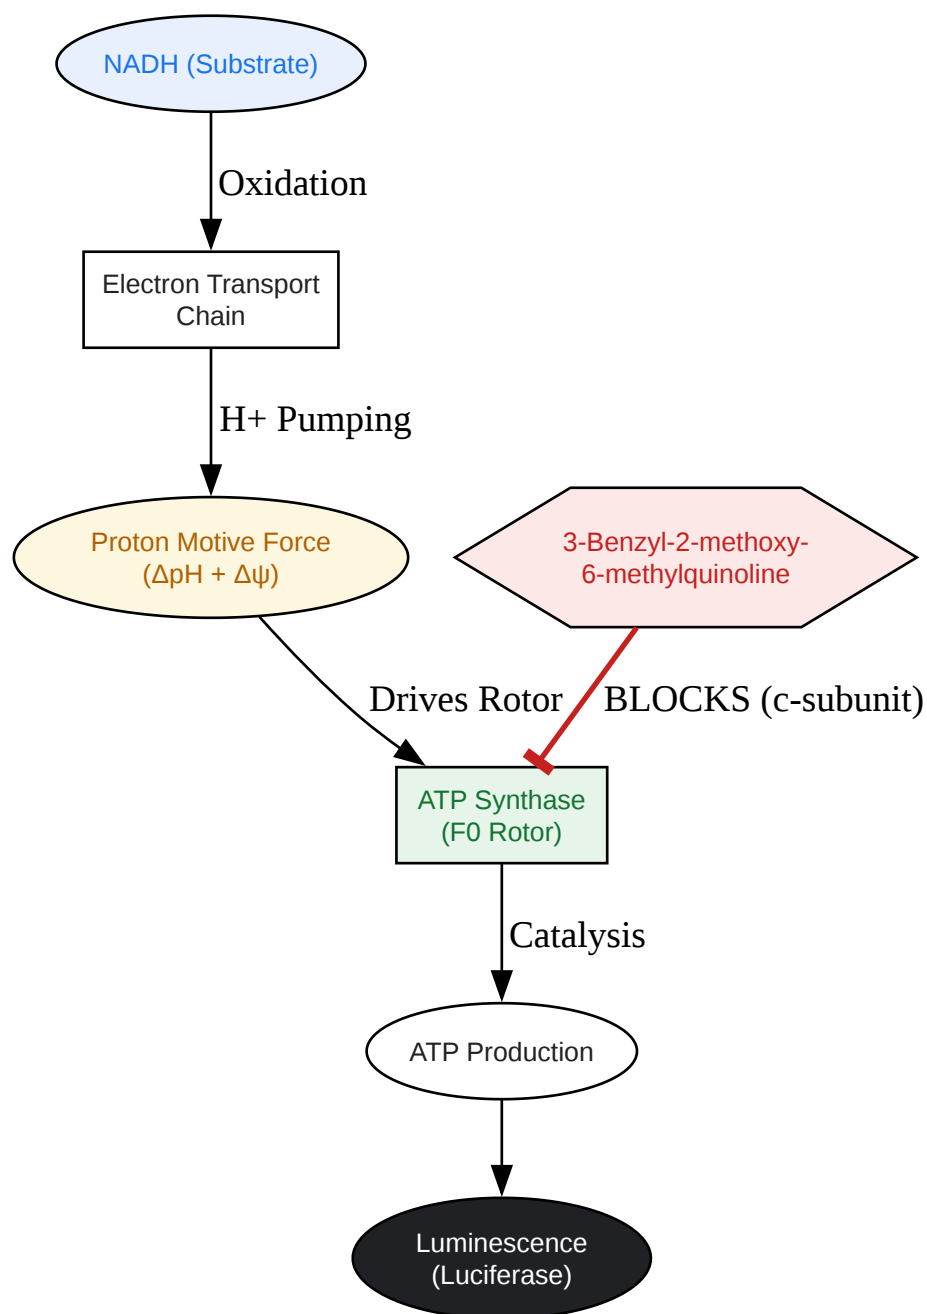 NADH (Substrate)
Oxidation
Electron Transport
Chain
H+ Pumping
Proton Motive Force
(ΔpH + Δψ)
3-Benzyl-2-methoxy-
6-methylquinoline
Drives Rotor
BLOCKS (c-subunit)
ATP Synthase
(F0 Rotor)
Catalysis
ATP Production
Luminescence
(Luciferase)